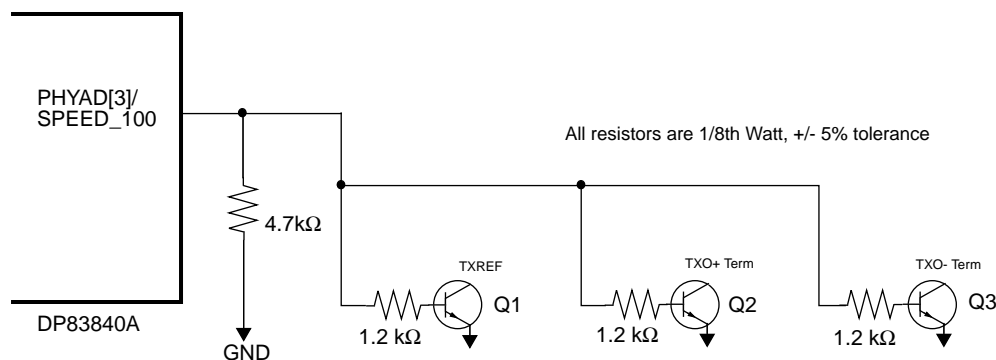 PHYAD[3]/
SPEED_100
All resistors are 1/8th Watt, +/- 5% tolerance
4.7kΩ
TXREF
TXO+ Term
TXO- Term
Q1
Q2
Q3
1.2 kΩ
1.2 kΩ
1.2 kΩ
DP83840A
GND